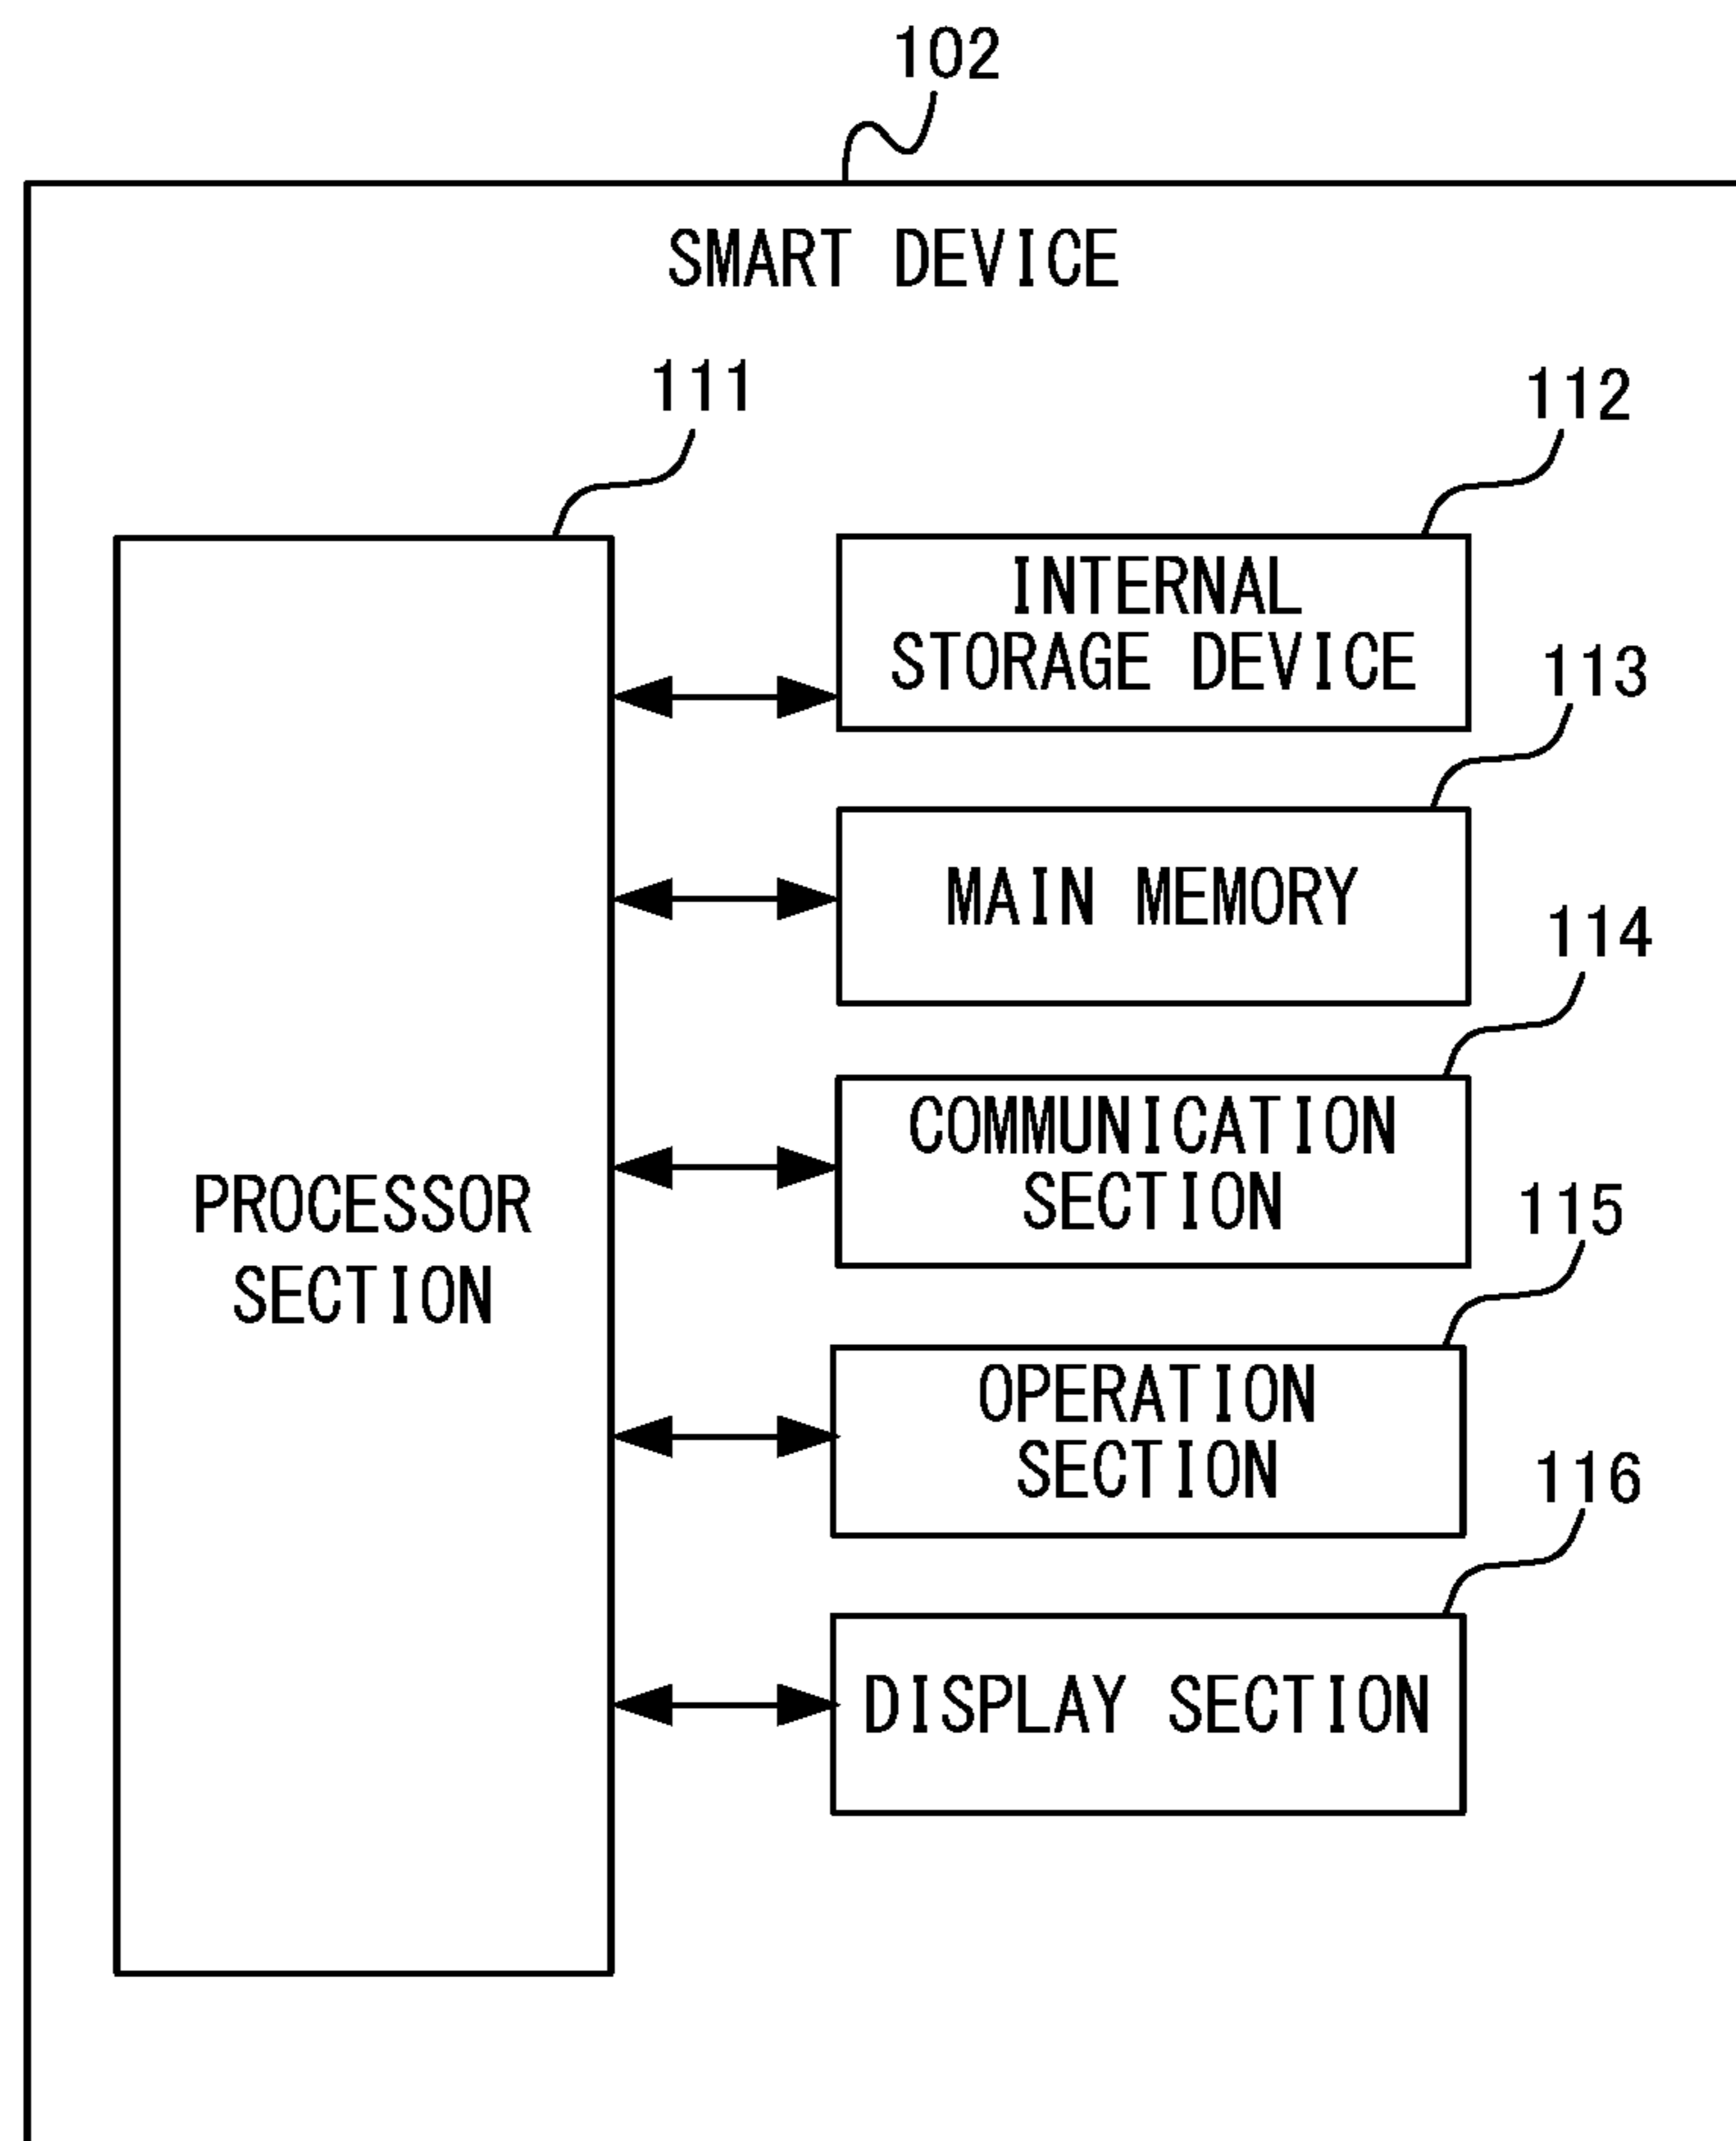 102
SMART DEVICE
111
112
INTERNAL
STORAGE DEVICE
113
MAIN MEMORY
114
COMMUNICATION
SECTION
PROCESSOR
SECTION
115
OPERATION
SECTION
116
DISPLAY SECTION